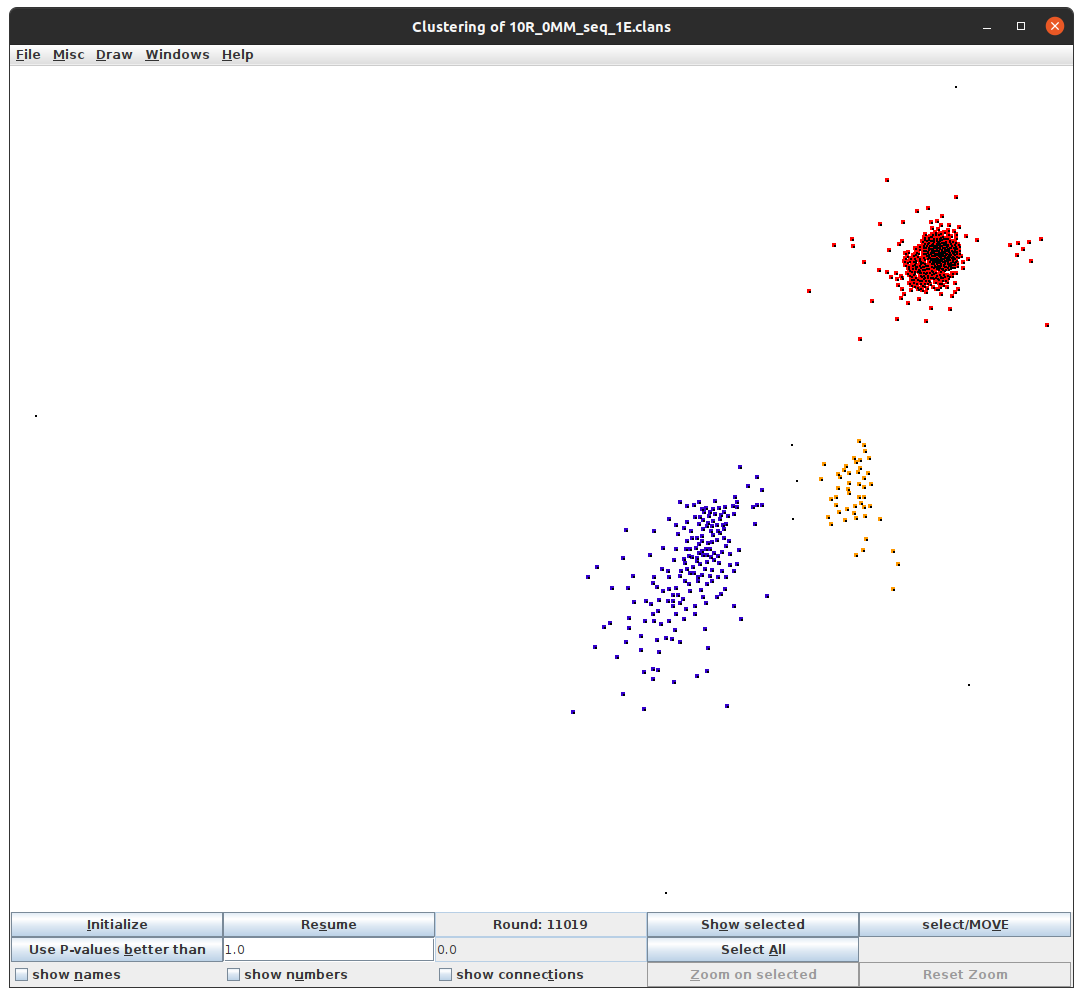 Clustering of 10R_0MM_seq_1E.clans
File Misc Draw Windows Help
Initialize Resume Round: 11019 Show selected select/MOVE
Use P-values better than 1.0 0.0 Select All
show names show numbers show connections Zoom on selected Reset Zoom